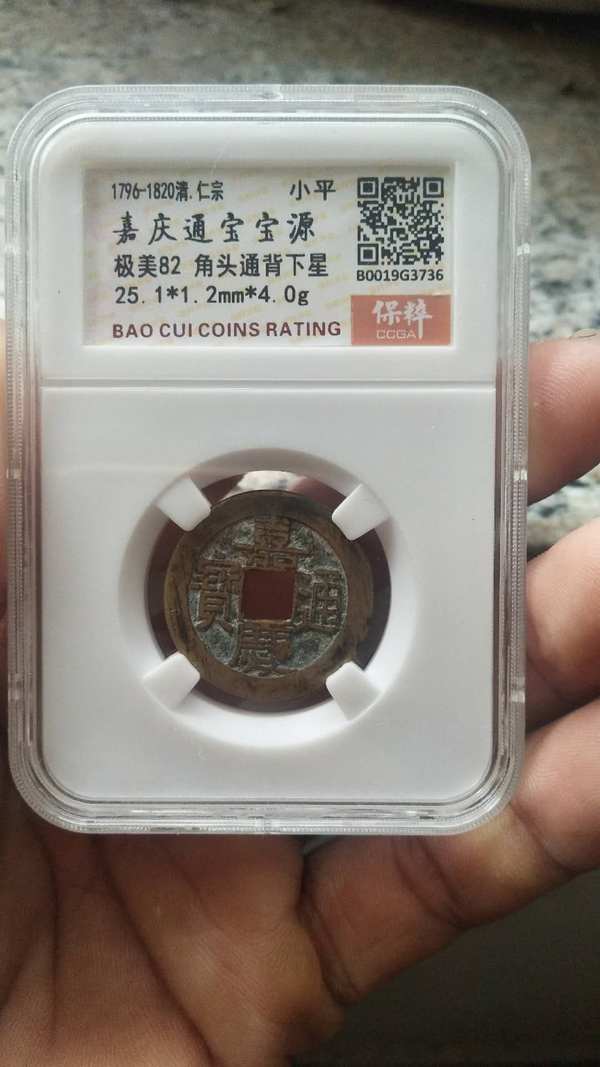 1796-1820清.仁宗 小平
嘉庆通宝宝源
极美82 角头通背下星
25.1*1.2mm*4.0g
B0019G3736
BAO CUI COINS RATING
保粹
CCGA
嘉慶通寶